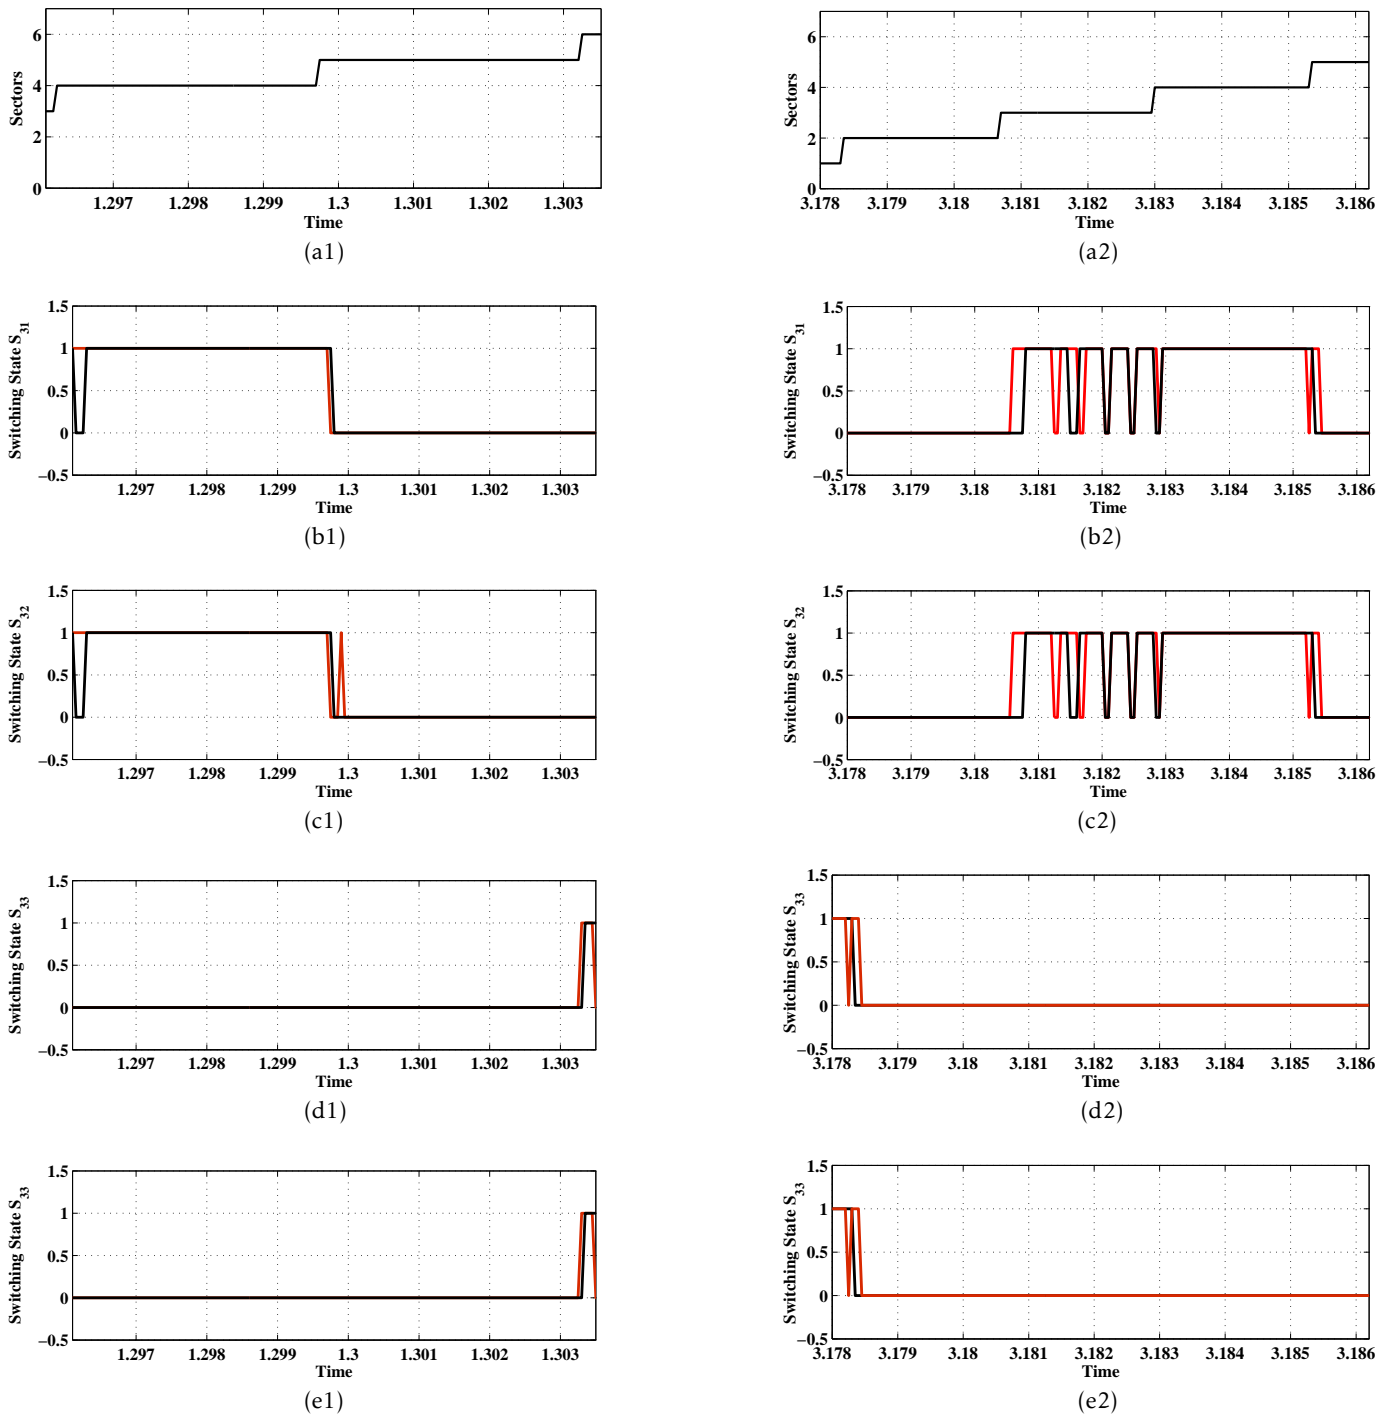 6
4
2
0
Sectors
1.297 1.298 1.299 1.3 1.301 1.302 1.303
Time
(a1)
6
4
2
0
Sectors
3.178 3.179 3.18 3.181 3.182 3.183 3.184 3.185 3.186
Time
(a2)
1.5
1
0.5
0
−0.5
Switching State S31
1.297 1.298 1.299 1.3 1.301 1.302 1.303
Time
(b1)
1.5
1
0.5
0
−0.5
Switching State S31
3.178 3.179 3.18 3.181 3.182 3.183 3.184 3.185 3.186
Time
(b2)
1.5
1
0.5
0
−0.5
Switching State S32
1.297 1.298 1.299 1.3 1.301 1.302 1.303
Time
(c1)
1.5
1
0.5
0
−0.5
Switching State S32
3.178 3.179 3.18 3.181 3.182 3.183 3.184 3.185 3.186
Time
(c2)
1.5
1
0.5
0
−0.5
Switching State S33
1.297 1.298 1.299 1.3 1.301 1.302 1.303
Time
(d1)
1.5
1
0.5
0
−0.5
Switching State S33
3.178 3.179 3.18 3.181 3.182 3.183 3.184 3.185 3.186
Time
(d2)
1.5
1
0.5
0
−0.5
Switching State S33
1.297 1.298 1.299 1.3 1.301 1.302 1.303
Time
(e1)
1.5
1
0.5
0
−0.5
Switching State S33
3.178 3.179 3.18 3.181 3.182 3.183 3.184 3.185 3.186
Time
(e2)